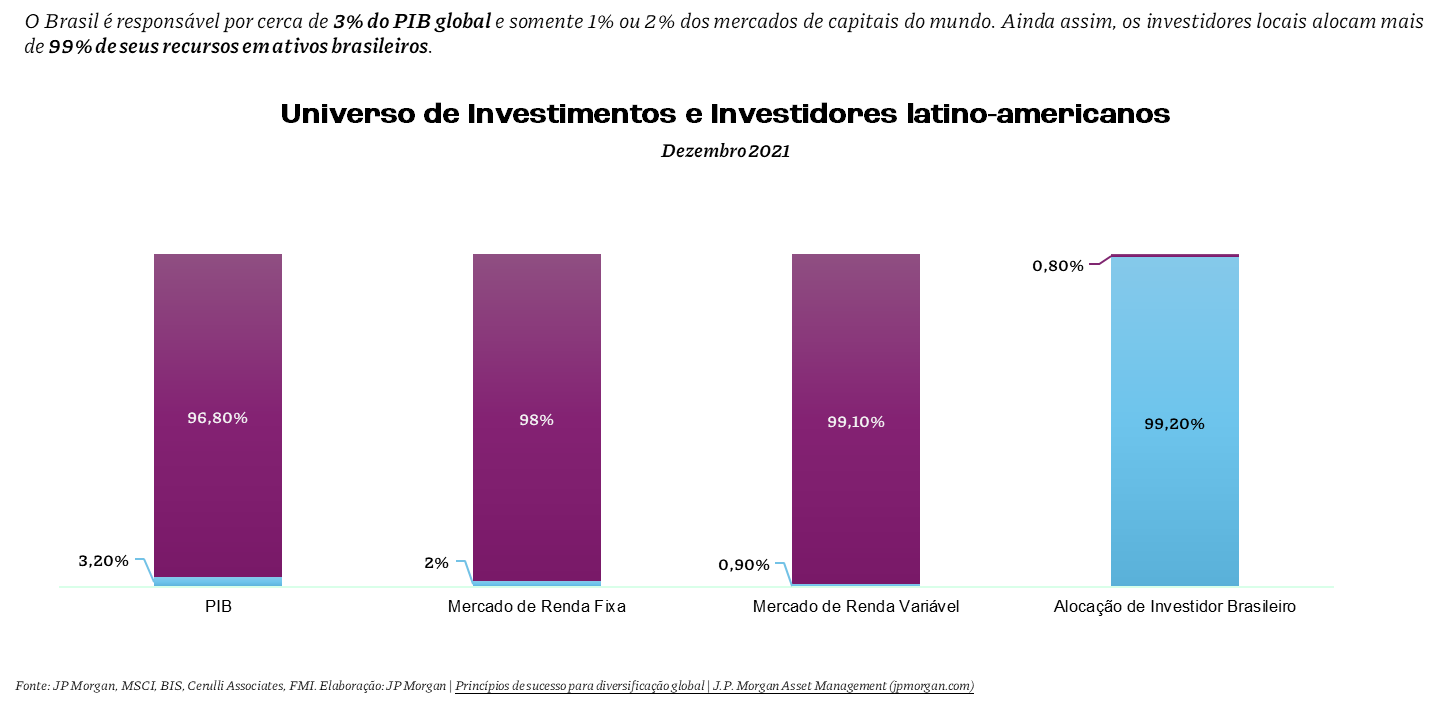 O Brasil é responsável por cerca de 3% do PIB global e somente 1% ou 2% dos mercados de capitais do mundo. Ainda assim, os investidores locais alocam mais
de 99% de seus recursos em ativos brasileiros.
Universo de Investimentos e Investidores latino-americanos
Dezembro 2021
0,80%
96,80%
98%
99,10%
99,20%
3,20%
2%
0,90%
PIB
Mercado de Renda Fixa
Mercado de Renda Variável
Alocação de Investidor Brasileiro
Fonte: JP Morgan, MSCI, BIS, Cerulli Associates, FMI. Elaboração: JP Morgan | Princípios de sucesso para diversificação global | J.P. Morgan Asset Management (jpmorgan.com)